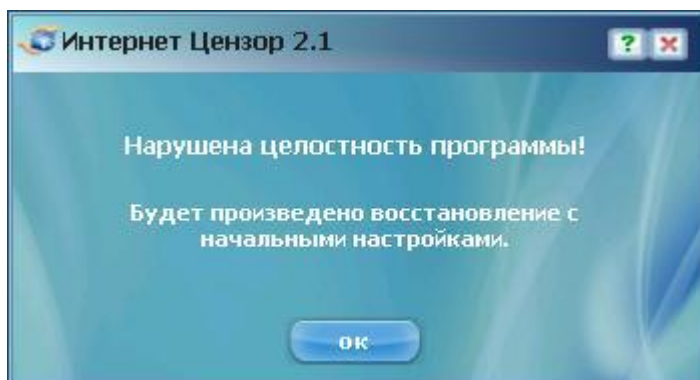 Интернет Цензор 2.1
?
Нарушена целостность программы!
Будет произведено восстановление с
начальными настройками.
ок